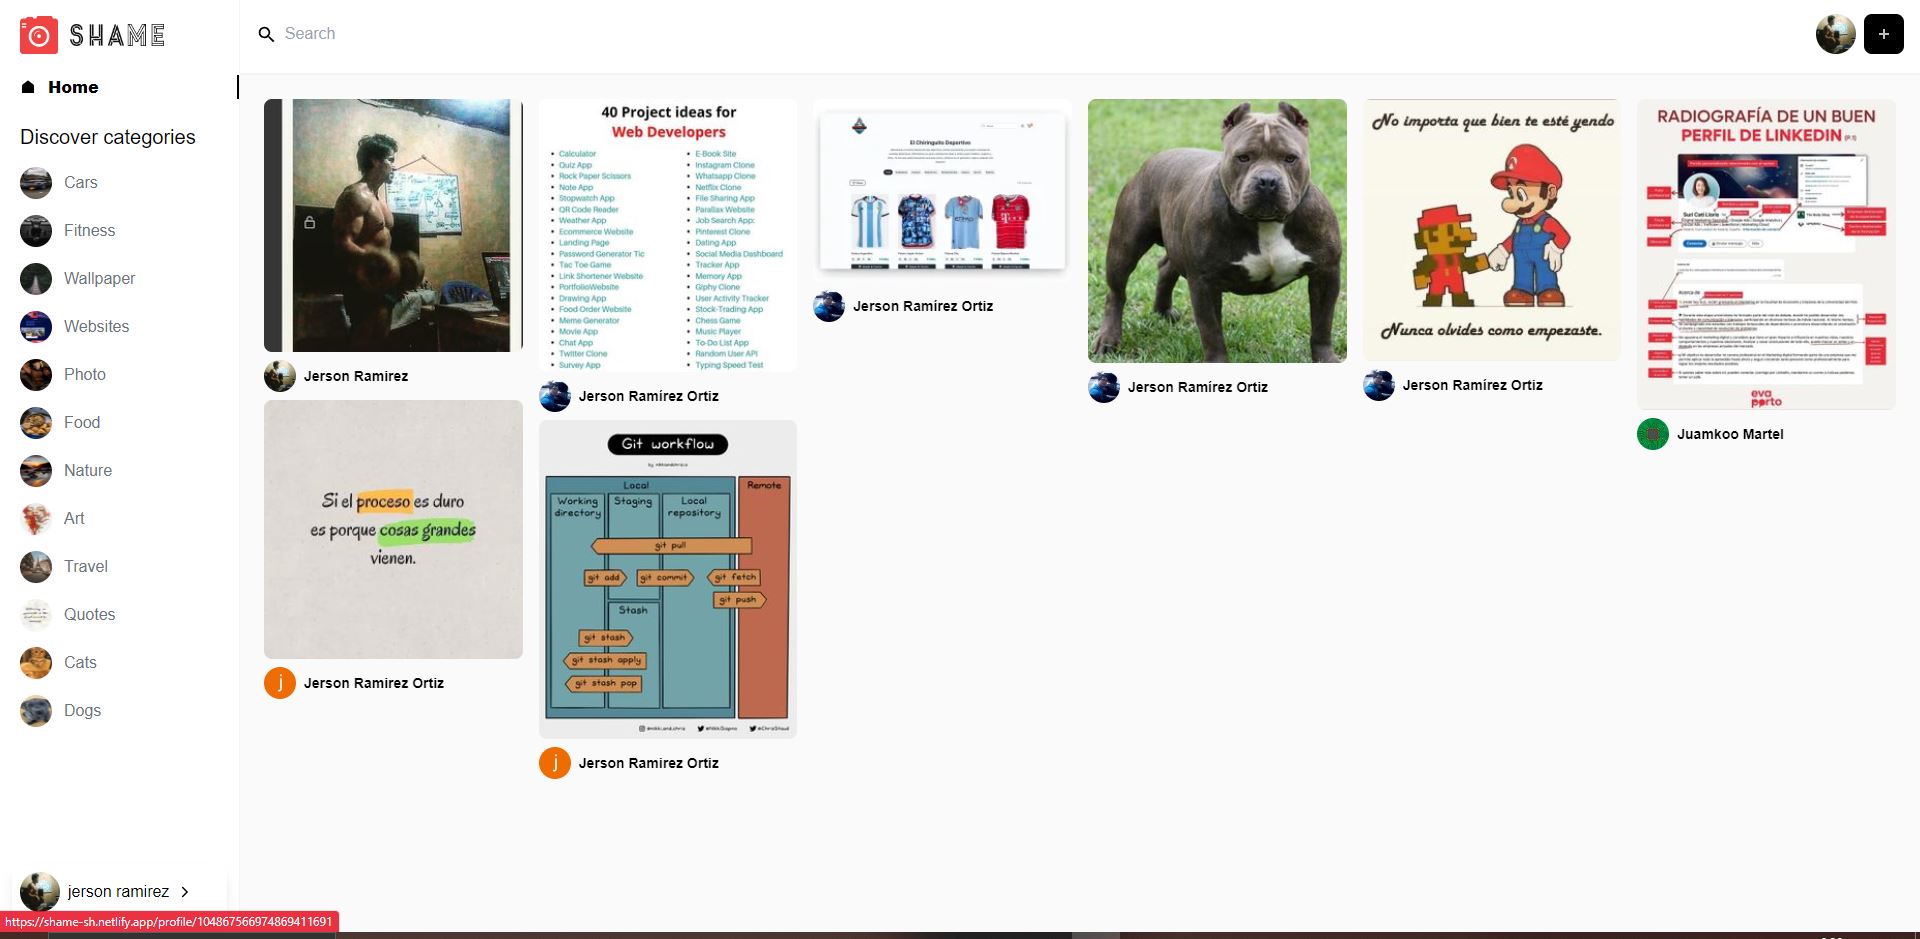 SHAME
Search
+
Home
Discover categories
Cars
Fitness
Wallpaper
Websites
Photo
Food
Nature
Art
Travel
Quotes
Cats
Dogs
jerson ramirez
https://shame-sh.netlify.app/profile/104867566974869411691
Jerson Ramirez
Si el proceso es duro
es porque cosas grandes
vienen.
j
Jerson Ramirez Ortiz
40 Project ideas for
Web Developers
Calculator
Quiz App
Rock Paper Scissors
Note App
Stopwatch App
QR Code Reader
Weather App
Ecommerce Website
Landing Page
Password Generator Tic
Tac Toe Game
Link Shortener Website
PortfolioWebsite
Drawing App
Food Order Website
Meme Generator
Movie App
Chat App
Twitter Clone
Survey App
E-Book Site
Instagram Clone
Whatsapp Clone
Netflix Clone
File Sharing App
Parallax Website
Job Search App:
Pinterest Clone
Dating App
Social Media Dashboard
Tracker App
Memory App
Giphy Clone
User Activity Tracker
Stock-Trading App
Chess Game
Music Player
To-Do List App
Random User API
Typing Speed Test
Jerson Ramírez Ortiz
Git workflow
Local
Remote
Working
directory
Staging
Local
repository
git pull
git add
git commit
git fetch
git push
Stash
git stash
git stash apply
git stash pop
j
Jerson Ramirez Ortiz
El Chiringuito Deportivo
Jerson Ramírez Ortiz
Jerson Ramírez Ortiz
No importa que bien te esté yendo
Nunca olvides como empezaste.
Jerson Ramírez Ortiz
RADIOGRAFÍA DE UN BUEN
PERFIL DE LINKEDIN (P.1)
Acerca de
eva
porto
Juamkoo Martel